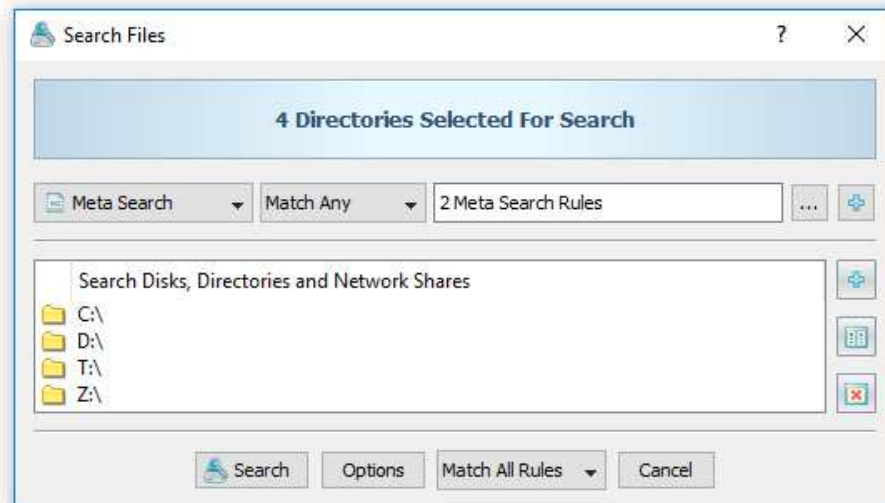 Search Files
?
4 Directories Selected For Search
Meta Search Match Any 2 Meta Search Rules ...
Search Disks, Directories and Network Shares
C:\
D:\
T:\
Z:\
Search Options Match All Rules Cancel